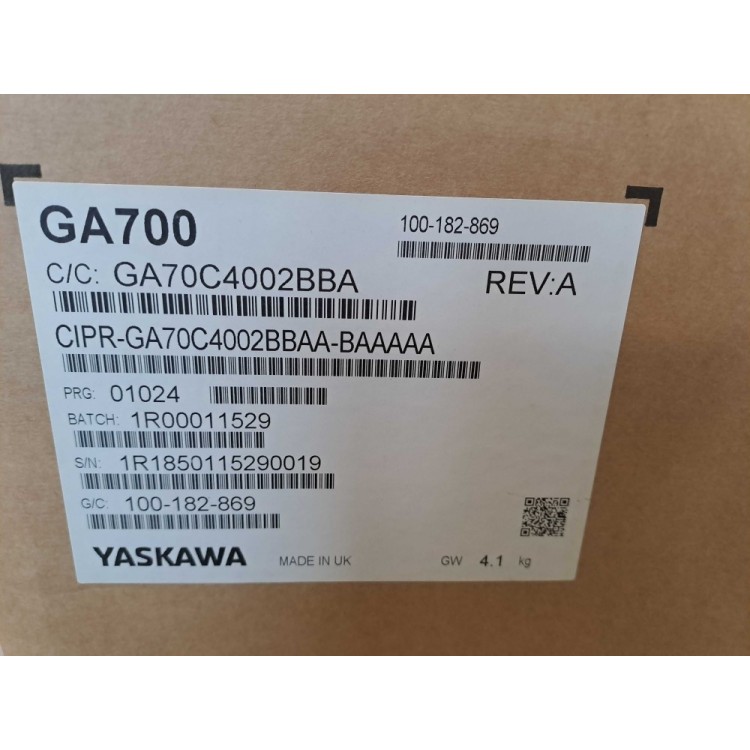 GA700
100-182-869
C/C: GA70C4002BBA
REV:A
CIPR-GA70C4002BBAA-BAAAAA
PRG: 01024
BATCH: 1R00011529
S/N: 1R1850115290019
G/C: 100-182-869
YASKAWA MADE IN UK GW 4.1 kg